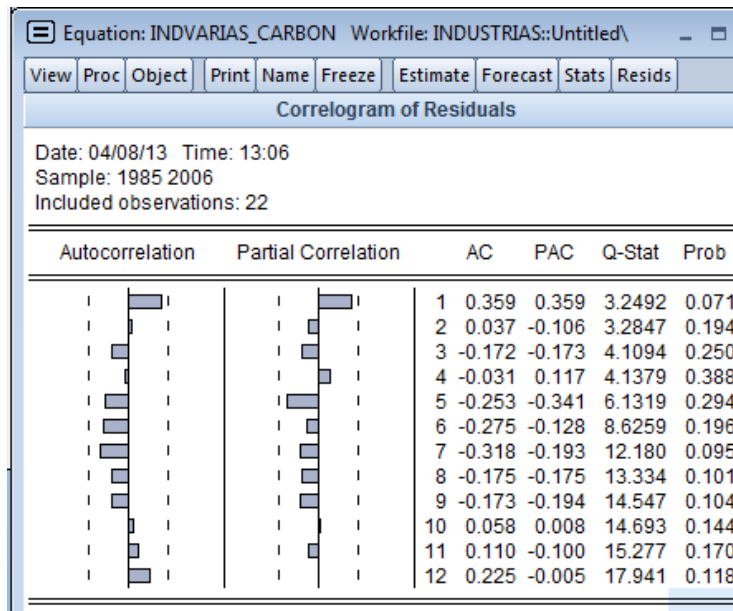 Equation: INDVARIAS_CARBON Workfile: INDUSTRIAS::Untitled\
View Proc Object Print Name Freeze Estimate Forecast Stats Resids
Correlogram of Residuals
Date: 04/08/13 Time: 13:06
Sample: 1985 2006
Included observations: 22
Autocorrelation Partial Correlation AC PAC Q-Stat Prob
1 0.359 0.359 3.2492 0.071
2 0.037 -0.106 3.2847 0.194
3 -0.172 -0.173 4.1094 0.250
4 -0.031 0.117 4.1379 0.388
5 -0.253 -0.341 6.1319 0.294
6 -0.275 -0.128 8.6259 0.196
7 -0.318 -0.193 12.180 0.095
8 -0.175 -0.175 13.334 0.101
9 -0.173 -0.194 14.547 0.104
10 0.058 0.008 14.693 0.144
11 0.110 -0.100 15.277 0.170
12 0.225 -0.005 17.941 0.118